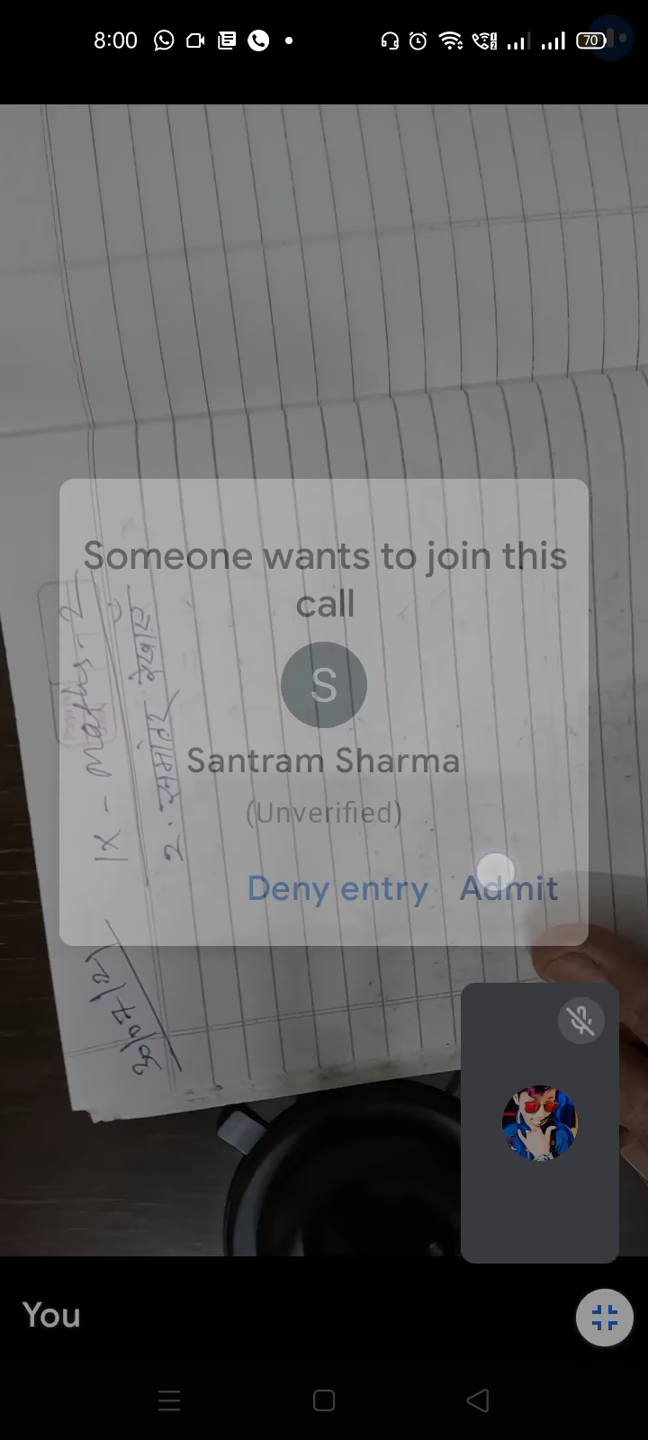 8:00
70
Someone wants to join this
call
S
Santram Sharma
(Unverified)
Deny entry Admit
30/07/21 IX - Maths - 2
2. समांतर रेखाएँ
You